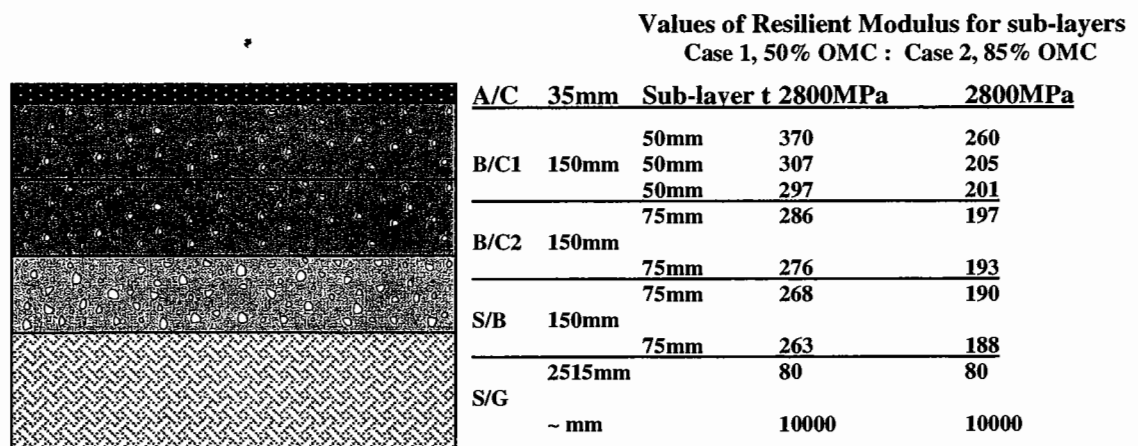 Values of Resilient Modulus for sub-layers
Case 1, 50% OMC : Case 2, 85% OMC
A/C 35mm Sub-layer t 2800MPa 2800MPa
50mm 370 260
B/C1 150mm 50mm 307 205
50mm 297 201
75mm 286 197
B/C2 150mm
75mm 276 193
75mm 268 190
S/B 150mm
75mm 263 188
2515mm 80 80
S/G
~ mm 10000 10000